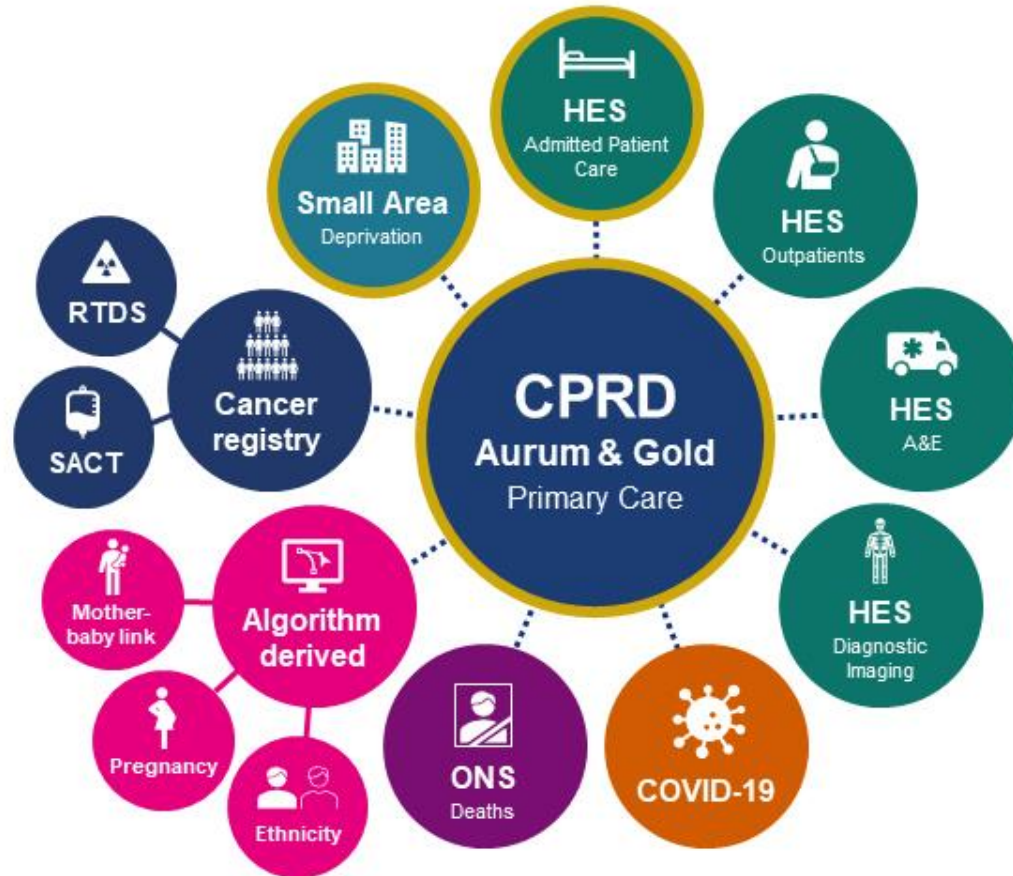 HES
Admitted Patient
Care
HES
Outpatients
Small Area
Deprivation
RTDS
Cancer
registry
SACT
CPRD
Aurum & Gold
Primary Care
HES
A&E
HES
Diagnostic
Imaging
Algorithm
derived
Mother-
baby link
Pregnancy
Ethnicity
ONS
Deaths
COVID-19